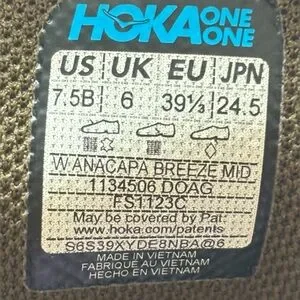 HOKA ONE ONE
US UK EU JPN
7.5B 6 39⅓ 24.5
W ANACAPA BREEZE MID
1134506 DOAG
FS1123C
May be covered by Pat.
www.hoka.com/patents
S6S39XYDE8NBA@6
MADE IN VIETNAM
FABRIQUE AU VIETNAM
HECHO EN VIETNAM